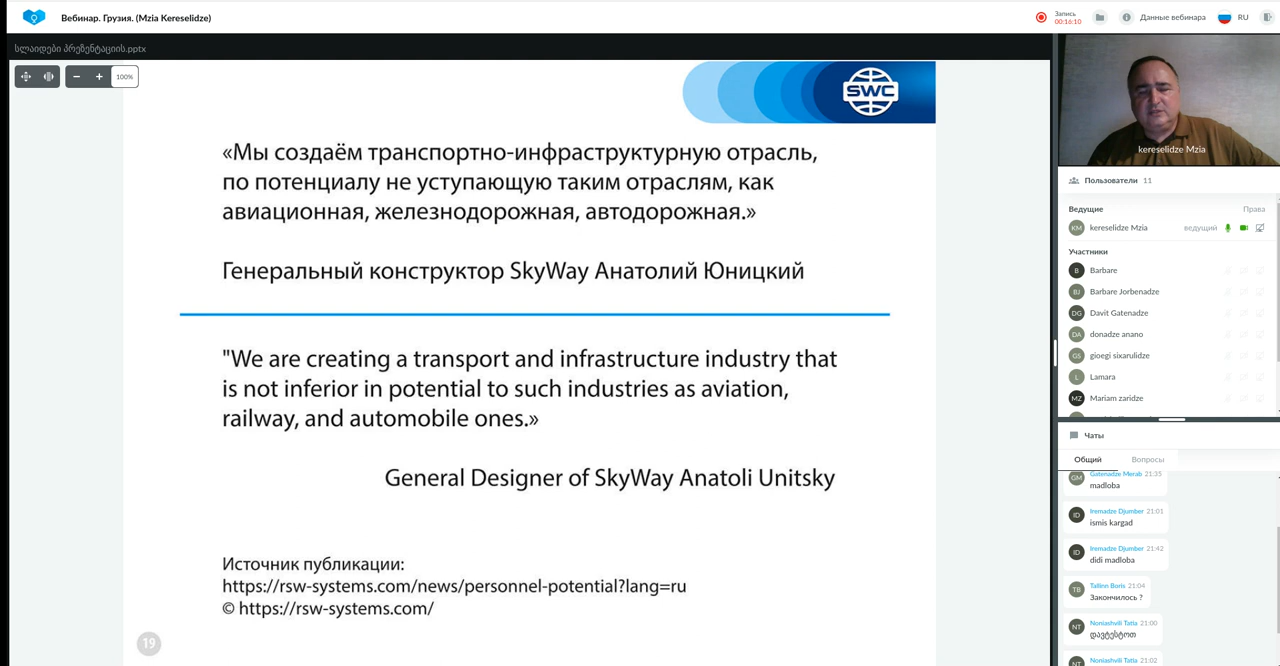 Вебинар. Грузия. (Mzia Kereselidze)
Запись
00:16:10
Данные вебинара
RU
სლაიდები პრეზენტაციის.pptx
100%
SWC
«Мы создаём транспортно-инфраструктурную отрасль,
по потенциалу не уступающую таким отраслям, как
авиационная, железнодорожная, автодорожная.»
Генеральный конструктор SkyWay Анатолий Юницкий
"We are creating a transport and infrastructure industry that
is not inferior in potential to such industries as aviation,
railway, and automobile ones.»
General Designer of SkyWay Anatoli Unitsky
Источник публикации:
https://rsw-systems.com/news/personnel-potential?lang=ru
© https://rsw-systems.com/
19
kereselidze Mzia
Пользователи 11
Ведущие Права
KM kereselidze Mzia ведущий
Участники
B Barbare
BJ Barbare Jorbenadze
DG Davit Gatenadze
DA donadze anano
GS gioegi sixarulidze
L Lamara
MZ Mariam zaridze
Чаты
Общий Вопросы
GM Gatenadze Merab 21:35
madloba
ID Iremadze Djumber 21:01
ismis kargad
ID Iremadze Djumber 21:42
didi madloba
TB Tallinn Boris 21:04
Закончилось ?
NT Noniashvili Tatia 21:00
დავტესტოთ
NT Noniashvili Tatia 21:02